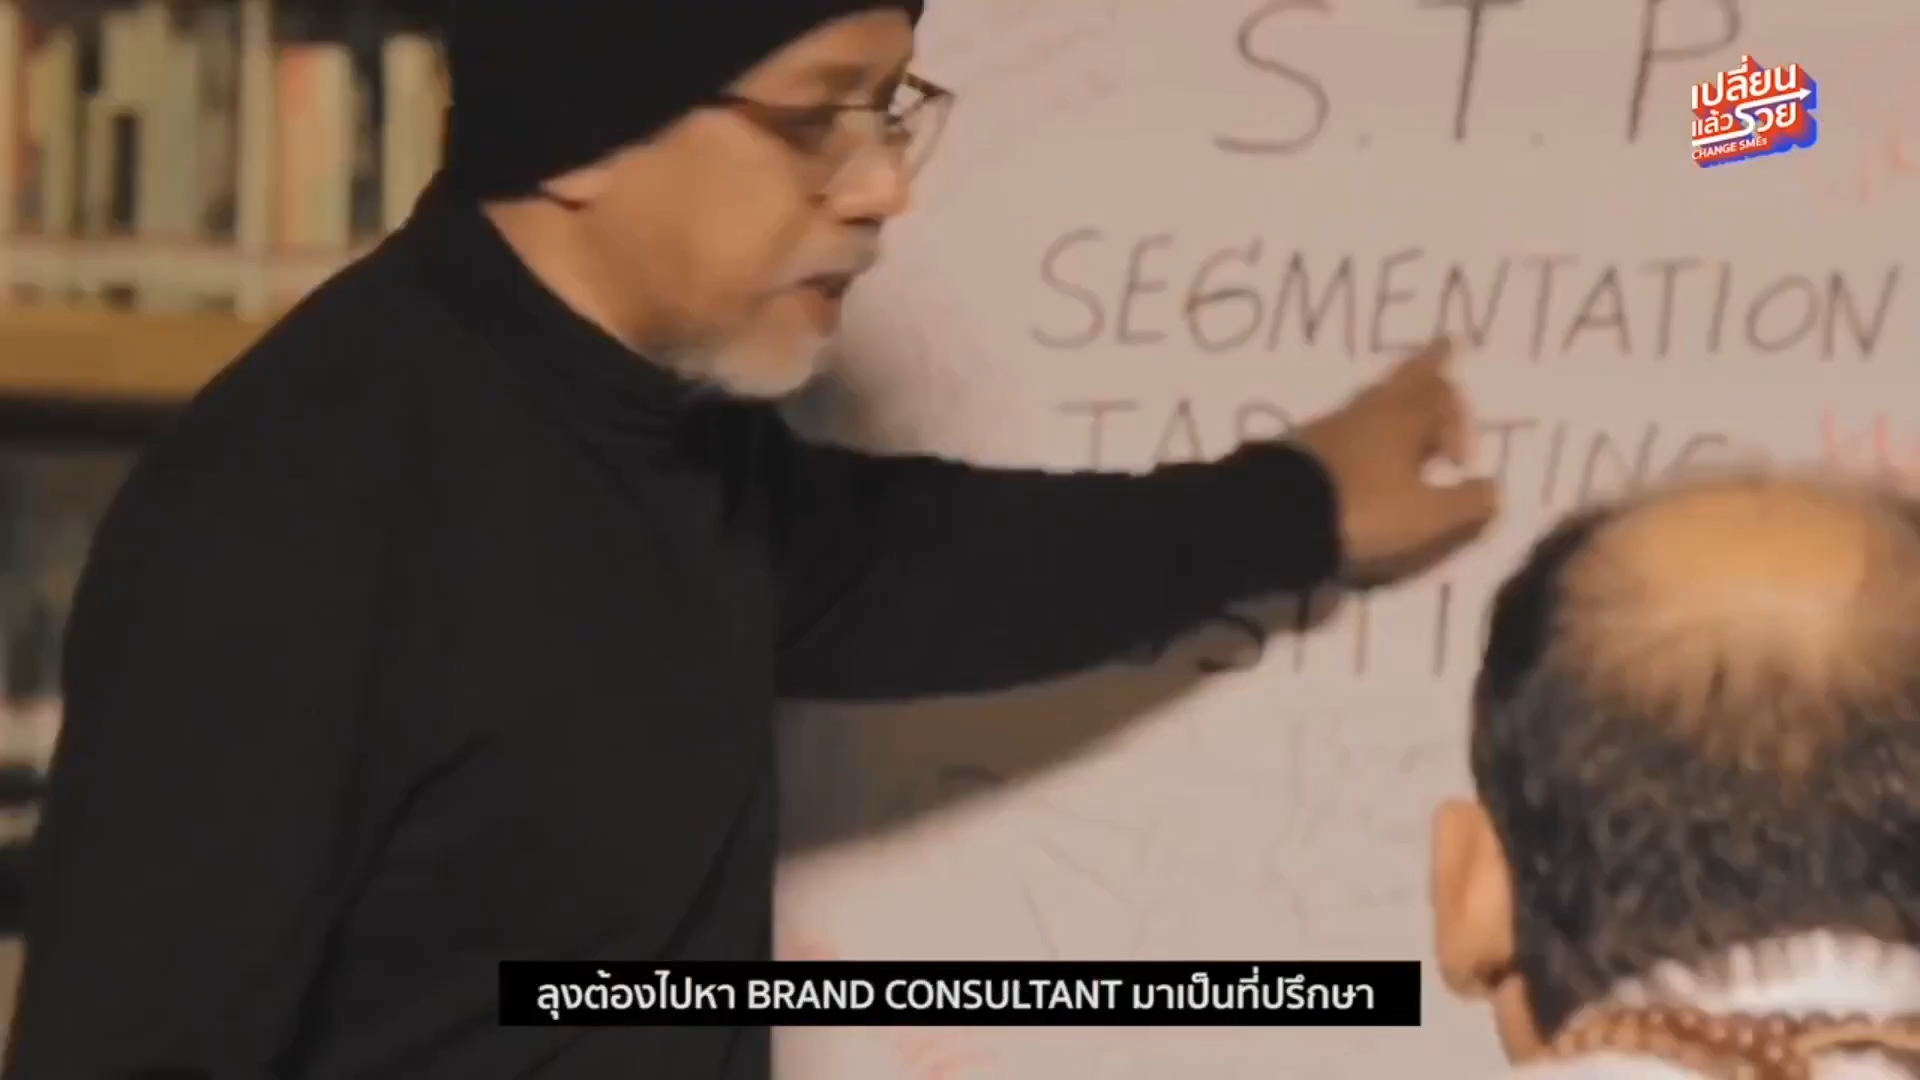 S.T.P
เปลี่ยน
แล้วรวย
CHANGE SMEs
SEGMENTATION
ลุงต้องไปหา BRAND CONSULTANT มาเป็นที่ปรึกษา